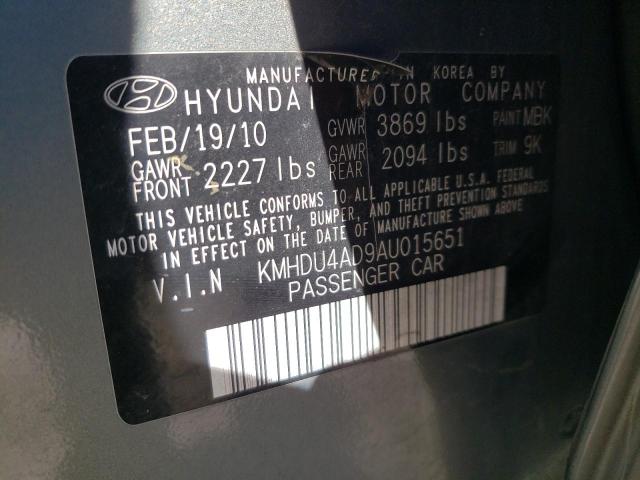 MANUFACTURED IN KOREA BY
HYUNDAI MOTOR COMPANY
FEB/19/10 GVWR 3869 lbs PAINT MBK
GAWR FRONT 2227 lbs GAWR REAR 2094 lbs TRIM 9K
THIS VEHICLE CONFORMS TO ALL APPLICABLE U.S.A. FEDERAL
MOTOR VEHICLE SAFETY, BUMPER, AND THEFT PREVENTION STANDARDS
IN EFFECT ON THE DATE OF MANUFACTURE SHOWN ABOVE.
V.I.N KMHDU4AD9AU015651
PASSENGER CAR